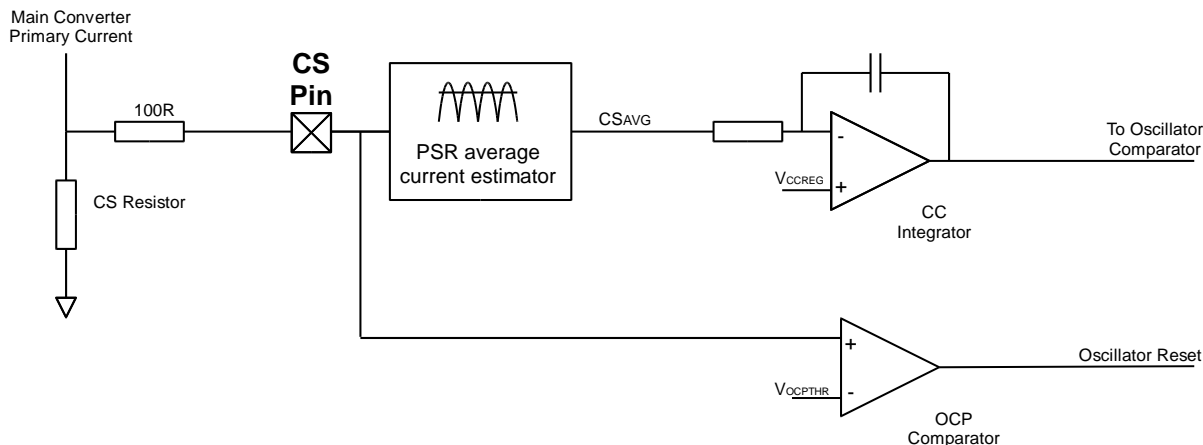 Main Converter
Primary Current
100R
CS
Pin
CS Resistor
PSR average
current estimator
CSAVG
VCCREG
-
+
CC
Integrator
To Oscillator
Comparator
+
-
VOCPTHR
OCP
Comparator
Oscillator Reset